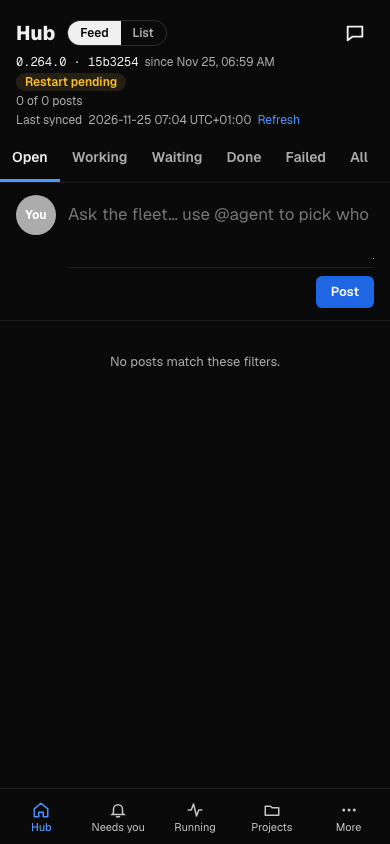 Hub Feed List
0.264.0 · 15b3254 since Nov 25, 06:59 AM
Restart pending
0 of 0 posts
Last synced 2026-11-25 07:04 UTC+01:00 Refresh
Open Working Waiting Done Failed All
You Ask the fleet... use @agent to pick who
Post
No posts match these filters.
Hub Needs you Running Projects More